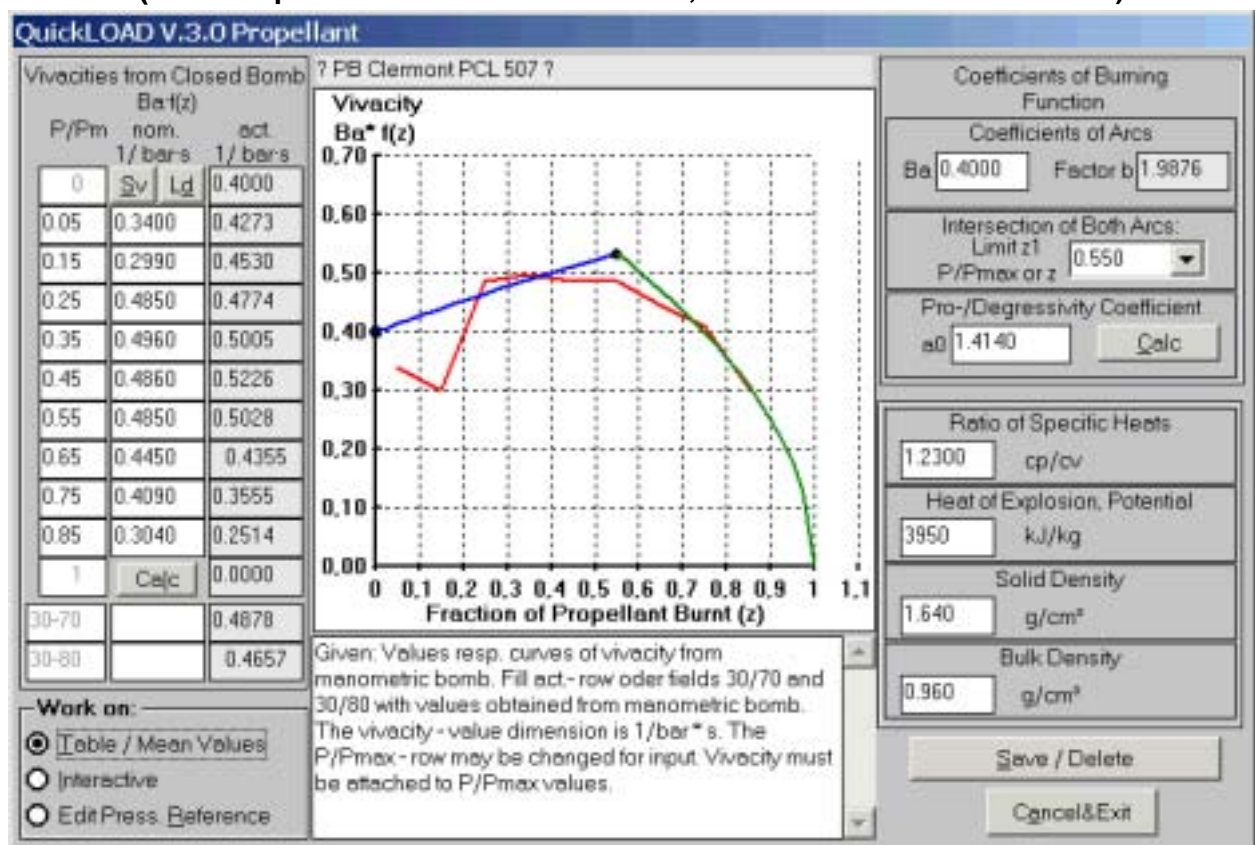 QuickLOAD V.3.0 Propellant
Vivacities from Closed Bomb
Ba·f(z)
P/Pm nom. act.
1/ bar·s 1/ bar·s
0 Sv Ld 0.4000
0.05 0.3400 0.4273
0.15 0.2990 0.4530
0.25 0.4850 0.4774
0.35 0.4960 0.5005
0.45 0.4860 0.5226
0.55 0.4850 0.5028
0.65 0.4450 0.4355
0.75 0.4090 0.3555
0.85 0.3040 0.2514
1 Calc 0.0000
30-70 0.4878
30-80 0.4657
Work on:
Table / Mean Values
Interactive
Edit Press. Reference
? PB Clermont PCL 507 ?
Vivacity
Ba* f(z)
0,70
0,60
0,50
0,40
0,30
0,20
0,10
0,00
0 0,1 0,2 0,3 0,4 0,5 0,6 0,7 0,8 0,9 1 1,1
Fraction of Propellant Burnt (z)
Given: Values resp. curves of vivacity from
manometric bomb. Fill act.- row oder fields 30/70 and
30/80 with values obtained from manometric bomb.
The vivacity - value dimension is 1/bar * s. The
P/Pmax - row may be changed for input. Vivacity must
be attached to P/Pmax values.
Coefficients of Burning
Function
Coefficients of Arcs
Ba 0.4000 Factor b 1.9876
Intersection of Both Arcs:
Limit z1
P/Pmax or z 0.550
Pro-/Degressivity Coefficient
a0 1.4140 Calc
Ratio of Specific Heats
1.2300 cp/cv
Heat of Explosion, Potential
3950 kJ/kg
Solid Density
1.640 g/cm³
Bulk Density
0.960 g/cm³
Save / Delete
Cancel&Exit